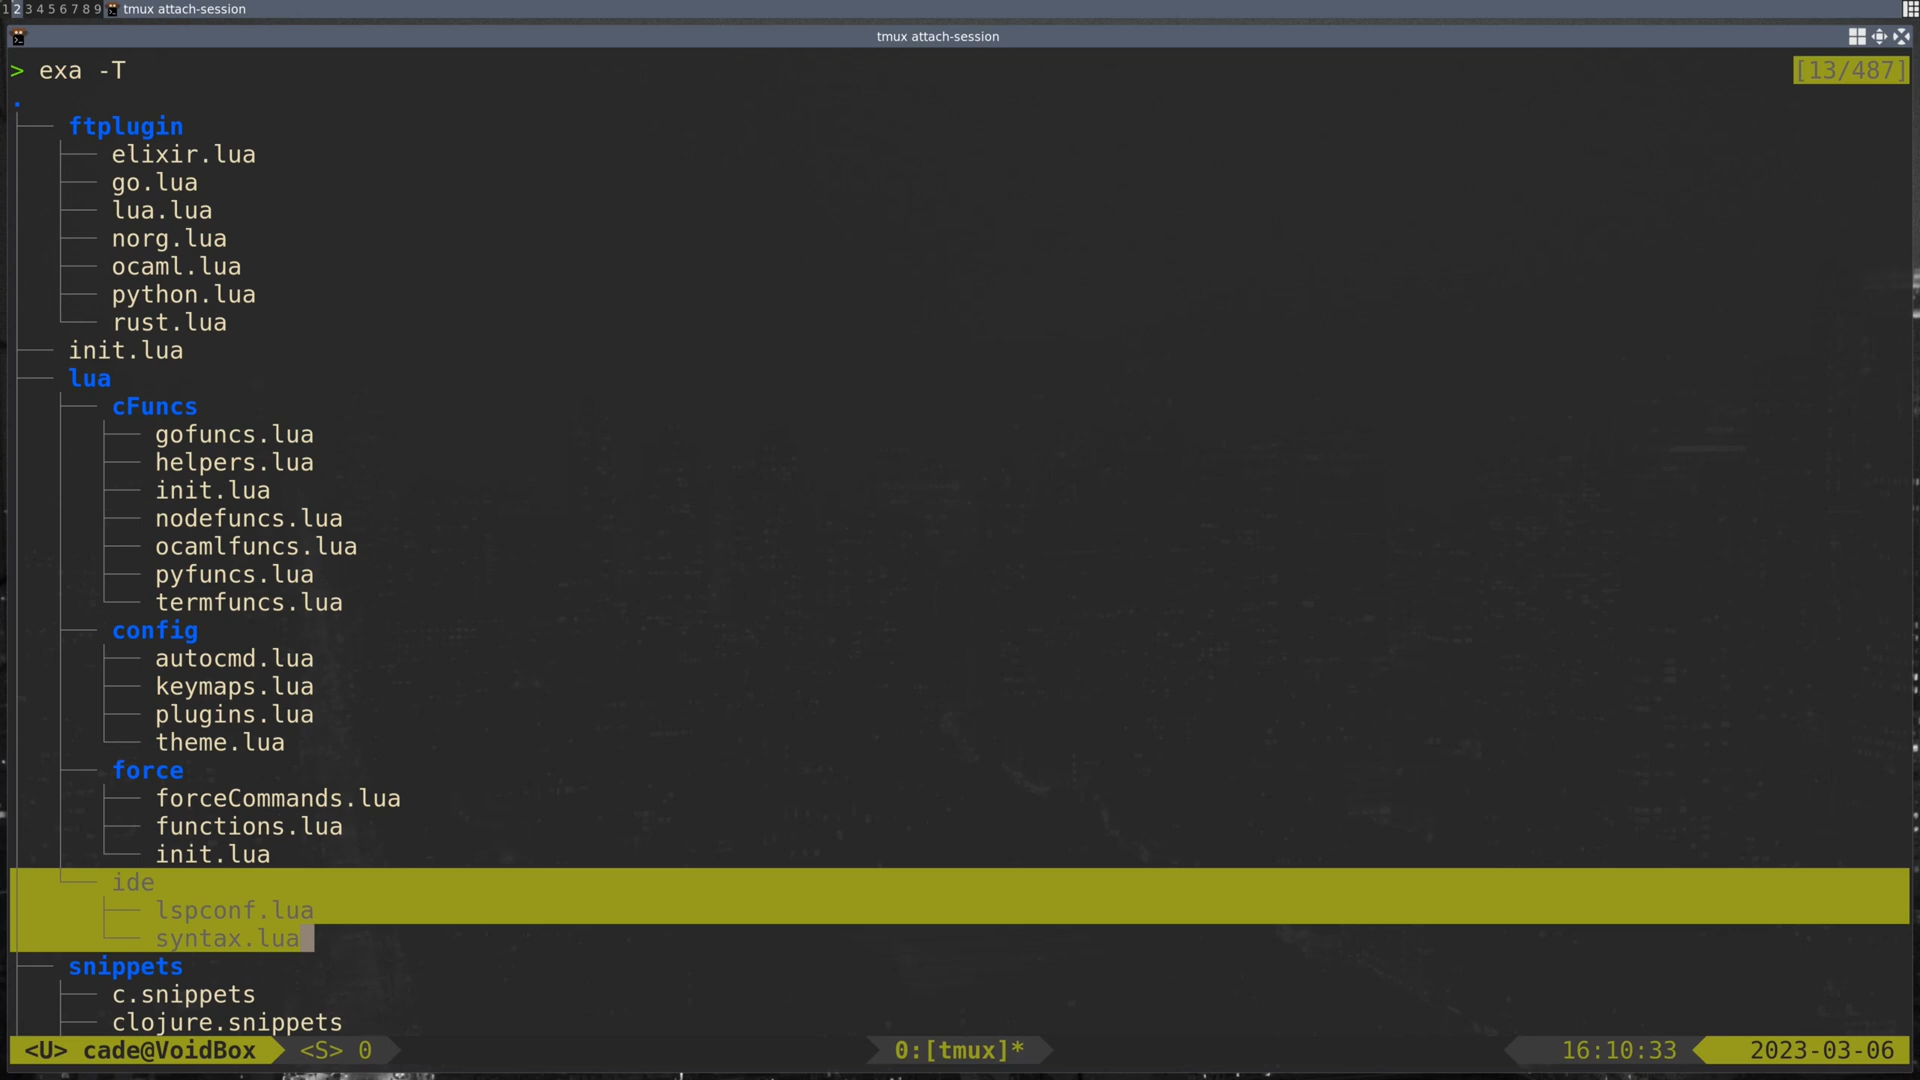 1 2 3 4 5 6 7 8 9 tmux attach-session
tmux attach-session
> exa -T [13/487]
.
├── ftplugin
│  ├── elixir.lua
│  ├── go.lua
│  ├── lua.lua
│  ├── norg.lua
│  ├── ocaml.lua
│  ├── python.lua
│  └── rust.lua
├── init.lua
├── lua
│  ├── cFuncs
│  │  ├── gofuncs.lua
│  │  ├── helpers.lua
│  │  ├── init.lua
│  │  ├── nodefuncs.lua
│  │  ├── ocamlfuncs.lua
│  │  ├── pyfuncs.lua
│  │  └── termfuncs.lua
│  ├── config
│  │  ├── autocmd.lua
│  │  ├── keymaps.lua
│  │  ├── plugins.lua
│  │  └── theme.lua
│  ├── force
│  │  ├── forceCommands.lua
│  │  ├── functions.lua
│  │  └── init.lua
│  └── ide
│     ├── lspconf.lua
│     └── syntax.lua
├── snippets
│  ├── c.snippets
│  ├── clojure.snippets
<U> cade@VoidBox <S> 0 0:[tmux]* 16:10:33 2023-03-06